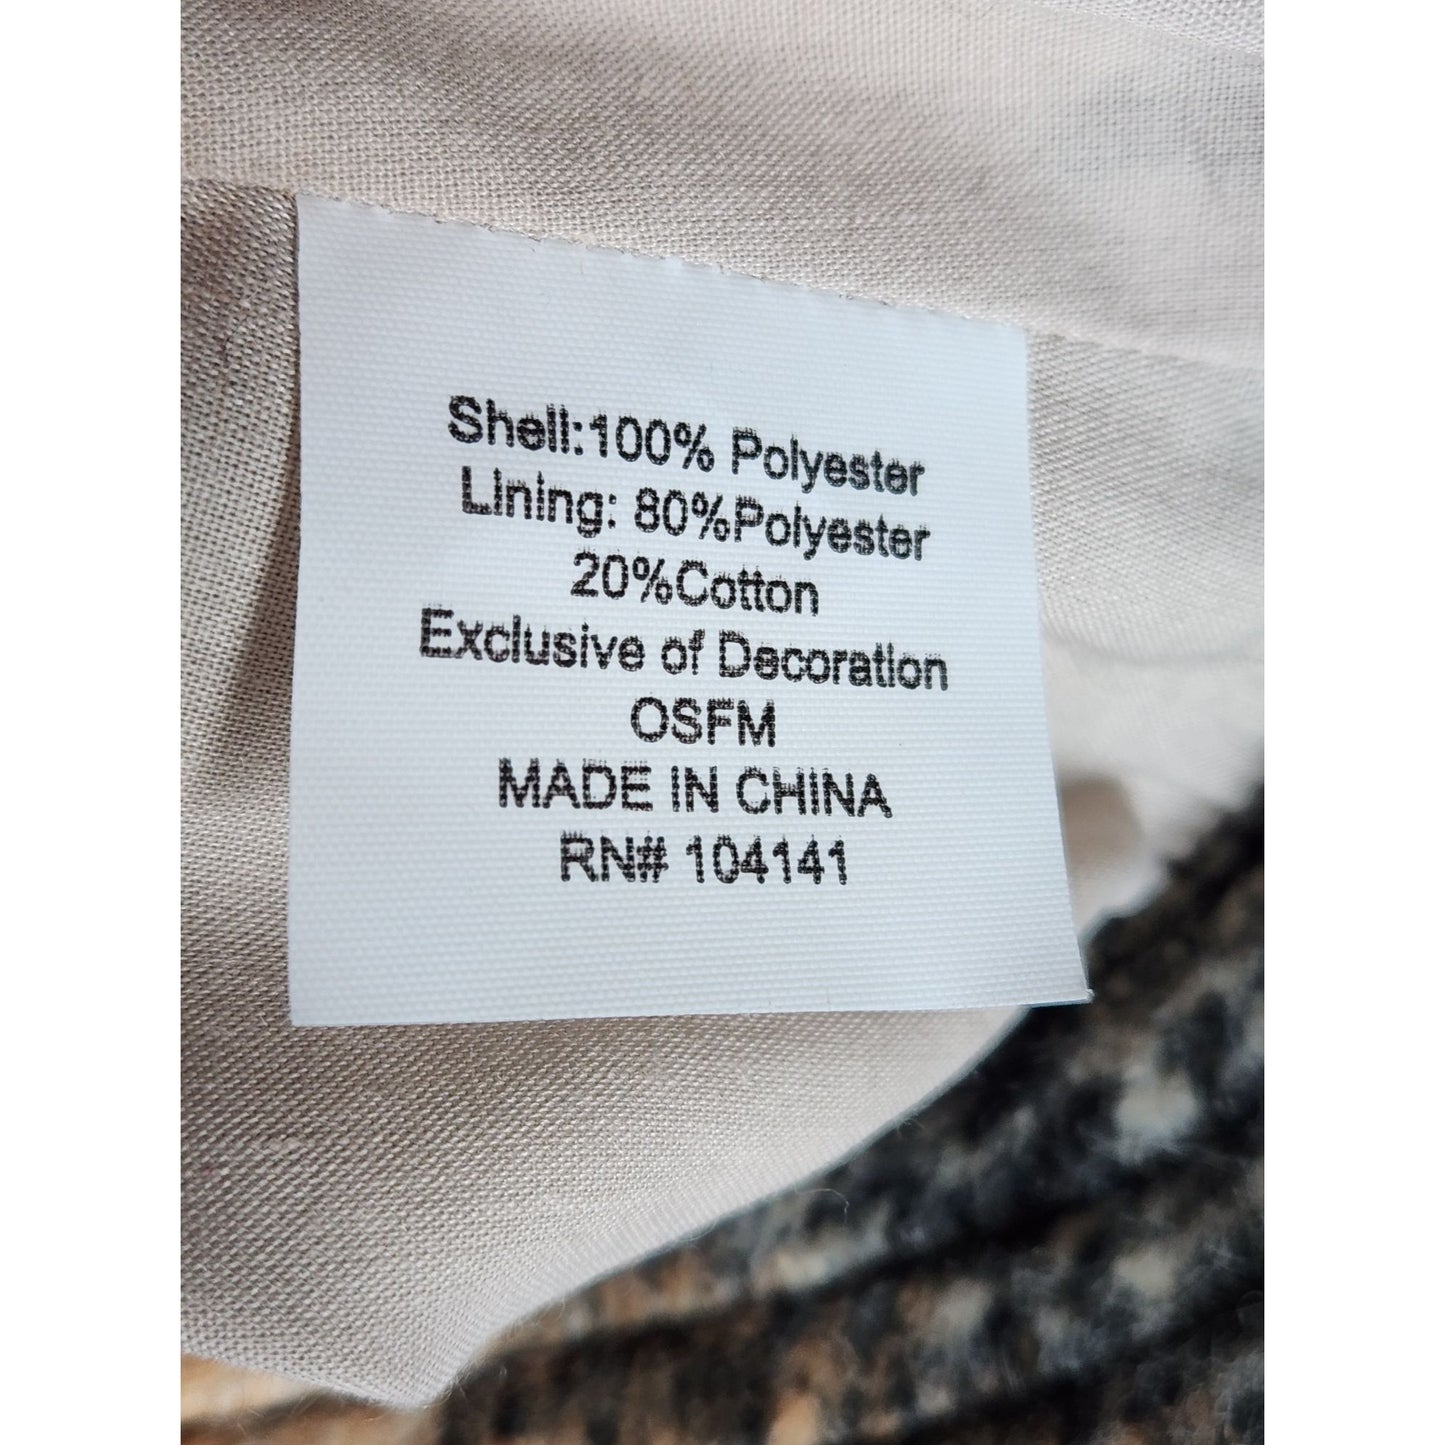 Shell:100% Polyester
Lining: 80%Polyester
20%Cotton
Exclusive of Decoration
OSFM
MADE IN CHINA
RN# 104141